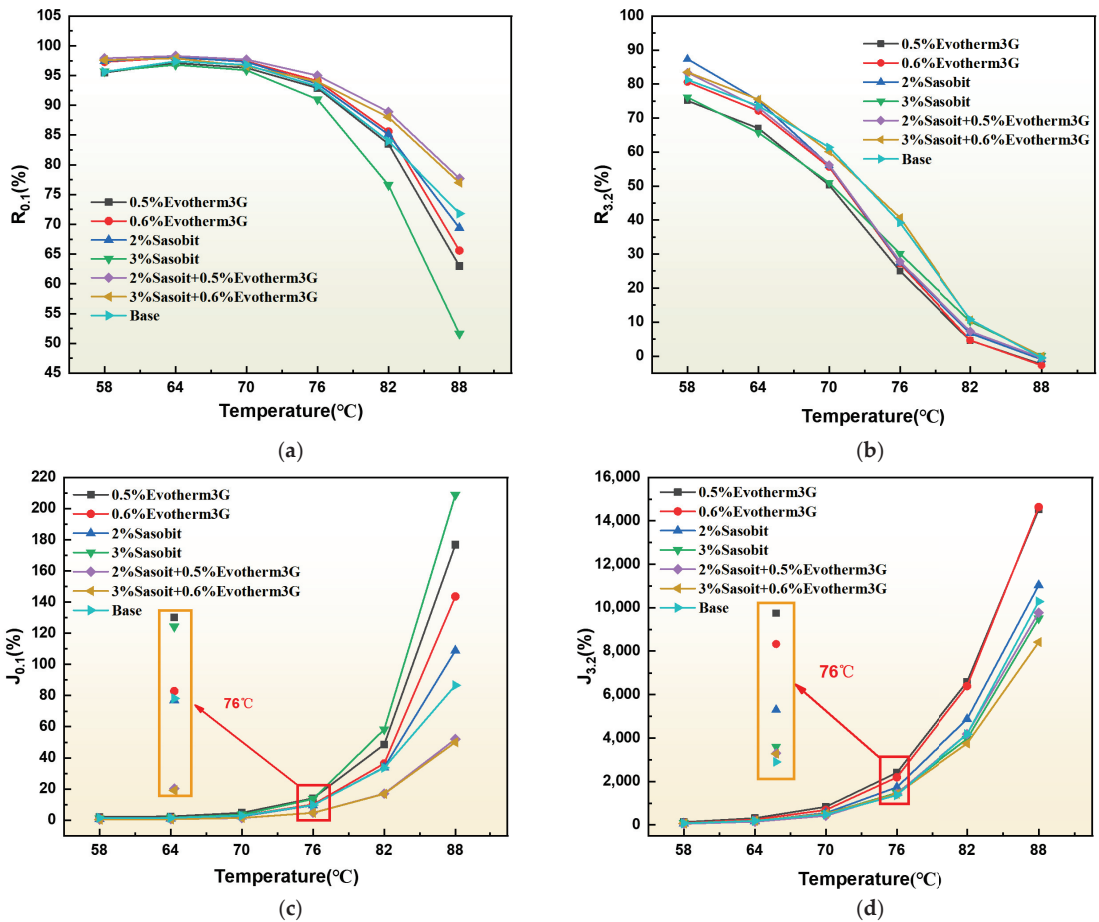 105
100
95
90
85
80
75
70
65
60
55
50
45
R0.1(%)
0.5%Evotherm3G
0.6%Evotherm3G
2%Sasobit
3%Sasobit
2%Sasoit+0.5%Evotherm3G
3%Sasoit+0.6%Evotherm3G
Base
58 64 70 76 82 88
Temperature(℃)
(a)
100
90
80
70
60
50
40
30
20
10
0
R3.2(%)
0.5%Evotherm3G
0.6%Evotherm3G
2%Sasobit
3%Sasobit
2%Sasoit+0.5%Evotherm3G
3%Sasoit+0.6%Evotherm3G
Base
58 64 70 76 82 88
Temperature(℃)
(b)
220
200
180
160
140
120
100
80
60
40
20
0
J0.1(%)
0.5%Evotherm3G
0.6%Evotherm3G
2%Sasobit
3%Sasobit
2%Sasoit+0.5%Evotherm3G
3%Sasoit+0.6%Evotherm3G
Base
76℃
58 64 70 76 82 88
Temperature(℃)
(c)
16,000
14,000
12,000
10,000
8,000
6,000
4,000
2,000
0
J3.2(%)
0.5%Evotherm3G
0.6%Evotherm3G
2%Sasobit
3%Sasobit
2%Sasoit+0.5%Evotherm3G
3%Sasoit+0.6%Evotherm3G
Base
76℃
58 64 70 76 82 88
Temperature(℃)
(d)